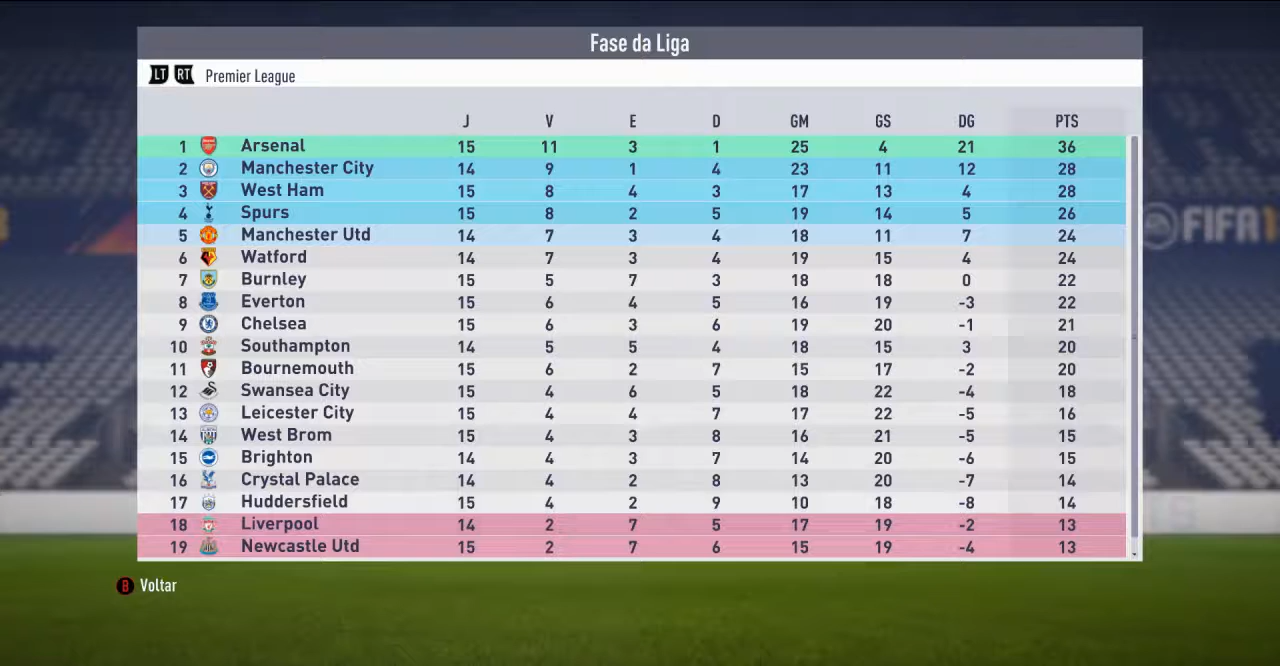 Fase da Liga
LT RT Premier League
J V E D GM GS DG PTS
1 Arsenal 15 11 3 1 25 4 21 36
2 Manchester City 14 9 1 4 23 11 12 28
3 West Ham 15 8 4 3 17 13 4 28
4 Spurs 15 8 2 5 19 14 5 26
5 Manchester Utd 14 7 3 4 18 11 7 24
6 Watford 14 7 3 4 19 15 4 24
7 Burnley 15 5 7 3 18 18 0 22
8 Everton 15 6 4 5 16 19 -3 22
9 Chelsea 15 6 3 6 19 20 -1 21
10 Southampton 14 5 5 4 18 15 3 20
11 Bournemouth 15 6 2 7 15 17 -2 20
12 Swansea City 15 4 6 5 18 22 -4 18
13 Leicester City 15 4 4 7 17 22 -5 16
14 West Brom 15 4 3 8 16 21 -5 15
15 Brighton 14 4 3 7 14 20 -6 15
16 Crystal Palace 14 4 2 8 13 20 -7 14
17 Huddersfield 15 4 2 9 10 18 -8 14
18 Liverpool 14 2 7 5 17 19 -2 13
19 Newcastle Utd 15 2 7 6 15 19 -4 13
EA FIFA 1
B Voltar